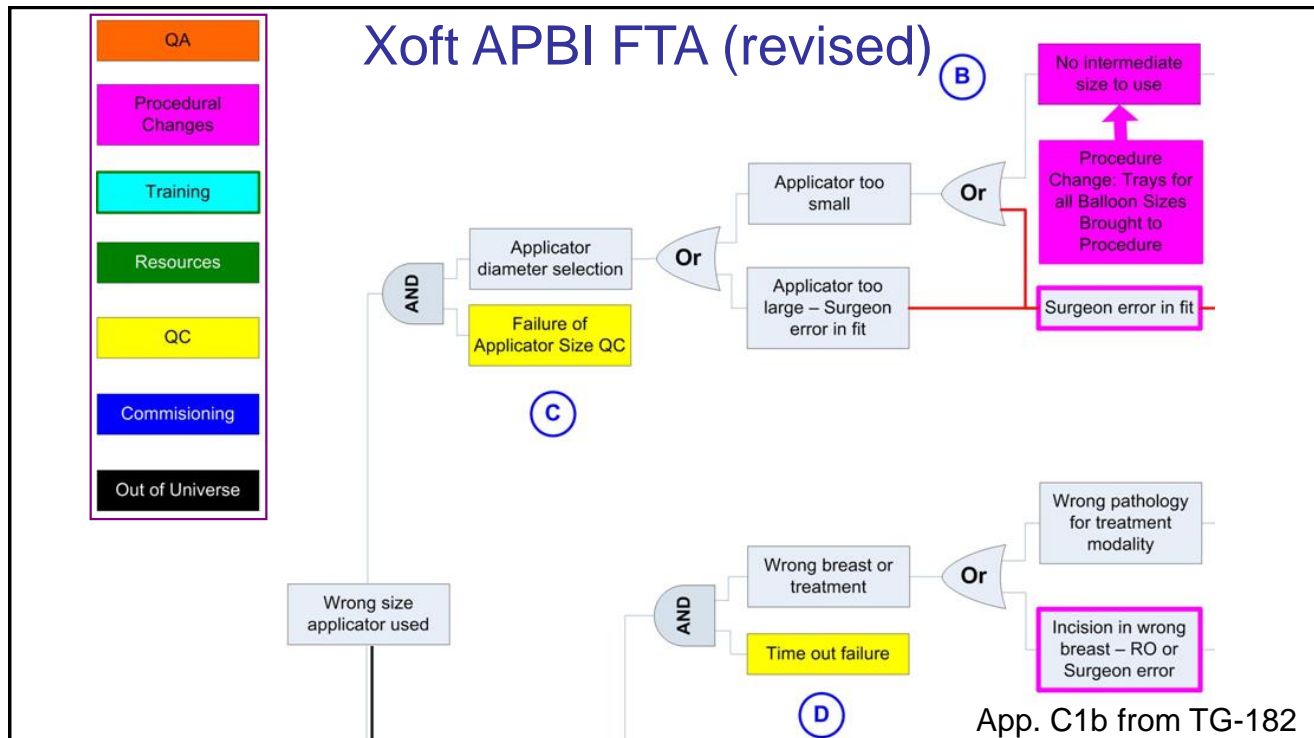 Xoft APBI FTA (revised)
QA
Procedural
Changes
Training
Resources
QC
Commisioning
Out of Universe
B
No intermediate
size to use
Procedure
Change: Trays for
all Balloon Sizes
Brought to
Procedure
Applicator too
small
Or
Applicator
diameter selection
Or
AND
Applicator too
large – Surgeon
error in fit
Surgeon error in fit
Failure of
Applicator Size QC
C
Wrong pathology
for treatment
modality
Wrong breast or
treatment
Or
AND
Wrong size
applicator used
Time out failure
Incision in wrong
breast – RO or
Surgeon error
D
App. C1b from TG-182